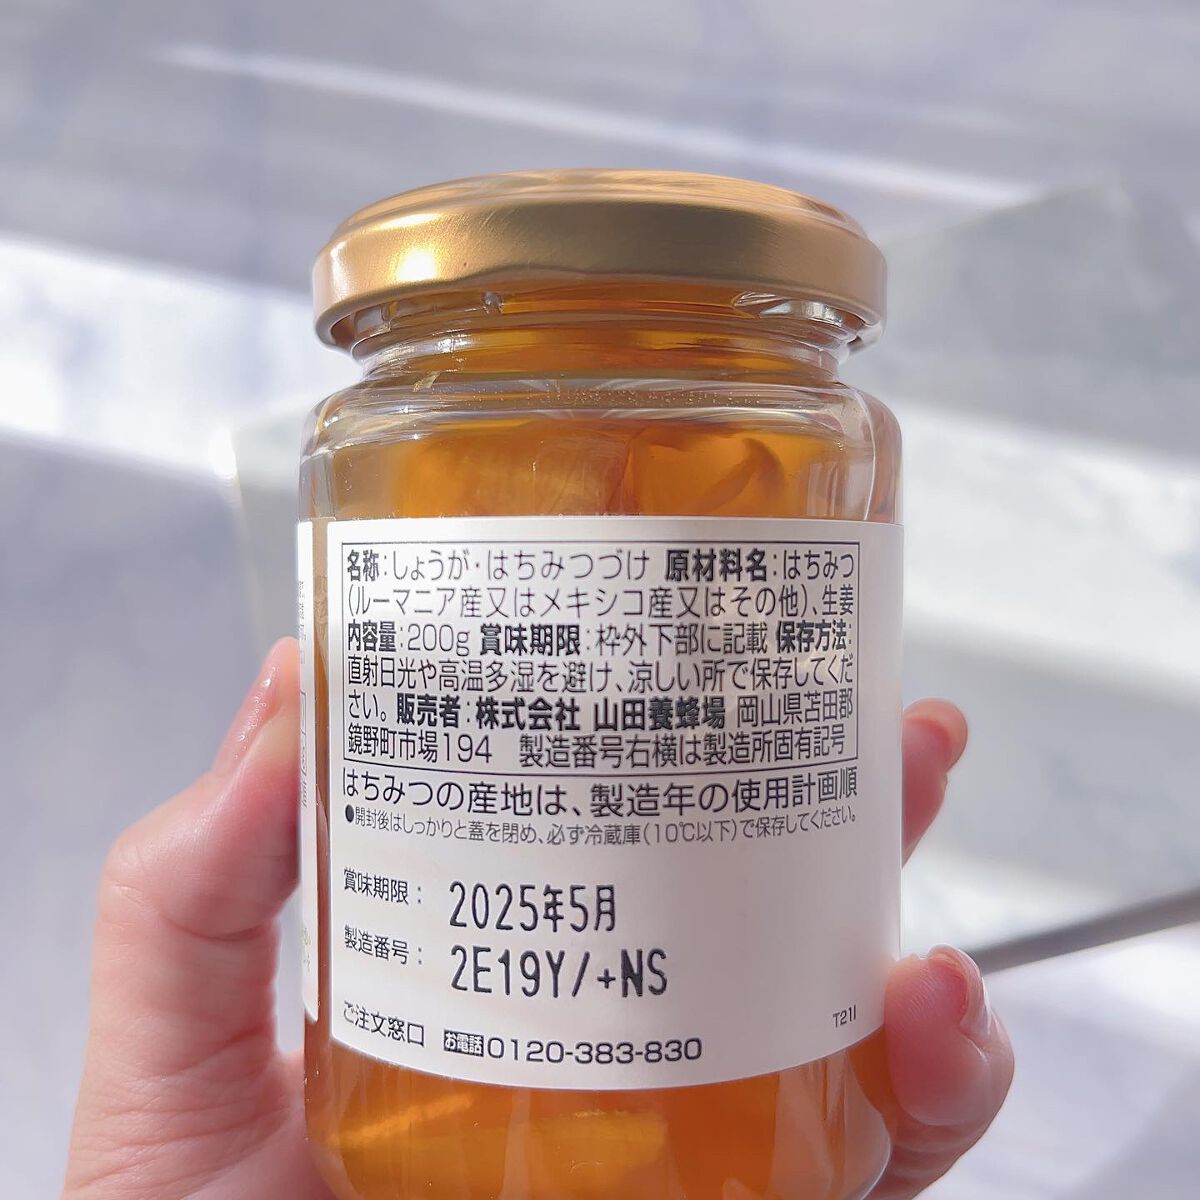 名称:しょうが・はちみつづけ 原材料名:はちみつ
(ルーマニア産又はメキシコ産又はその他)、生姜
内容量:200g 賞味期限:枠外下部に記載 保存方法:
直射日光や高温多湿を避け、涼しい所で保存してくだ
さい。 販売者:株式会社 山田養蜂場 岡山県苫田郡
鏡野町市場194 製造番号右横は製造所固有記号
はちみつの産地は、製造年の使用計画順
●開封後はしっかりと蓋を閉め、必ず冷蔵庫(10℃以下)で保存してください。
賞味期限: 2025年5月
製造番号: 2E19Y/+NS
ご注文窓口 お電話 0120-383-830
T21I